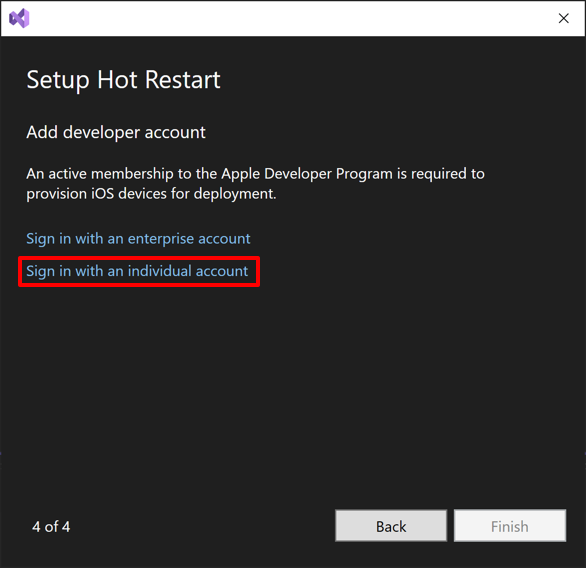 Setup Hot Restart
Add developer account
An active membership to the Apple Developer Program is required to
provision iOS devices for deployment.
Sign in with an enterprise account
Sign in with an individual account
4 of 4
Back
Finish